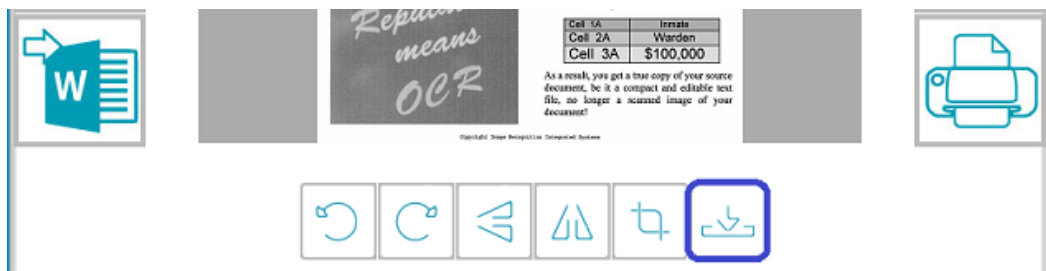 W
means
OCR
Cell 1A Inmate
Cell 2A Warden
Cell 3A $100,000
As a result, you get a true copy of your source
document, be it a compact and editable text
file, no longer a scanned image of your
document!
Copyright Image Recognition Integrated Systems